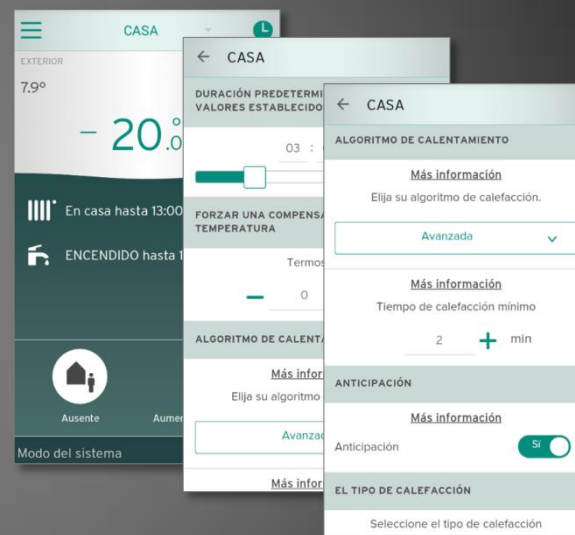 CASA
EXTERIOR
7.9°
– 20.0°
En casa hasta 13:00
ENCENDIDO hasta 1
Ausente
Aumen
Modo del sistema
← CASA
DURACIÓN PREDETERMI
VALORES ESTABLECIDO
03 :
FORZAR UNA COMPENSA
TEMPERATURA
Termos
– 0
ALGORITMO DE CALENTA
Más infor
Elija su algoritmo
Avanzad
Más infor
← CASA
ALGORITMO DE CALENTAMIENTO
Más información
Elija su algoritmo de calefacción.
Avanzada
Más información
Tiempo de calefacción mínimo
2 + min
ANTICIPACIÓN
Más información
Anticipación Sí
EL TIPO DE CALEFACCIÓN
Seleccione el tipo de calefacción